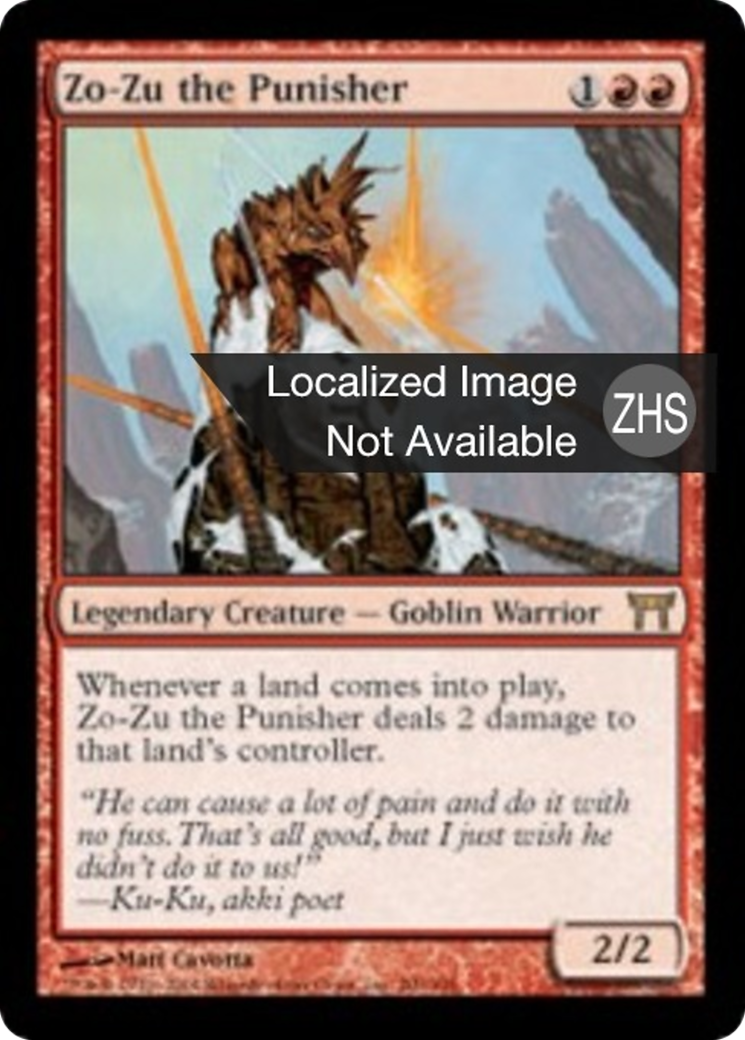 Zo-Zu the Punisher 1
Localized Image
Not Available
ZHS
Legendary Creature — Goblin Warrior
Whenever a land comes into play,
Zo-Zu the Punisher deals 2 damage to
that land's controller.
"He can cause a lot of pain and do it with
no fuss. That's all good, but I just wish he
didn't do it to us!"
—Ku-Ku, akki poet
2/2
Matt Cavotta